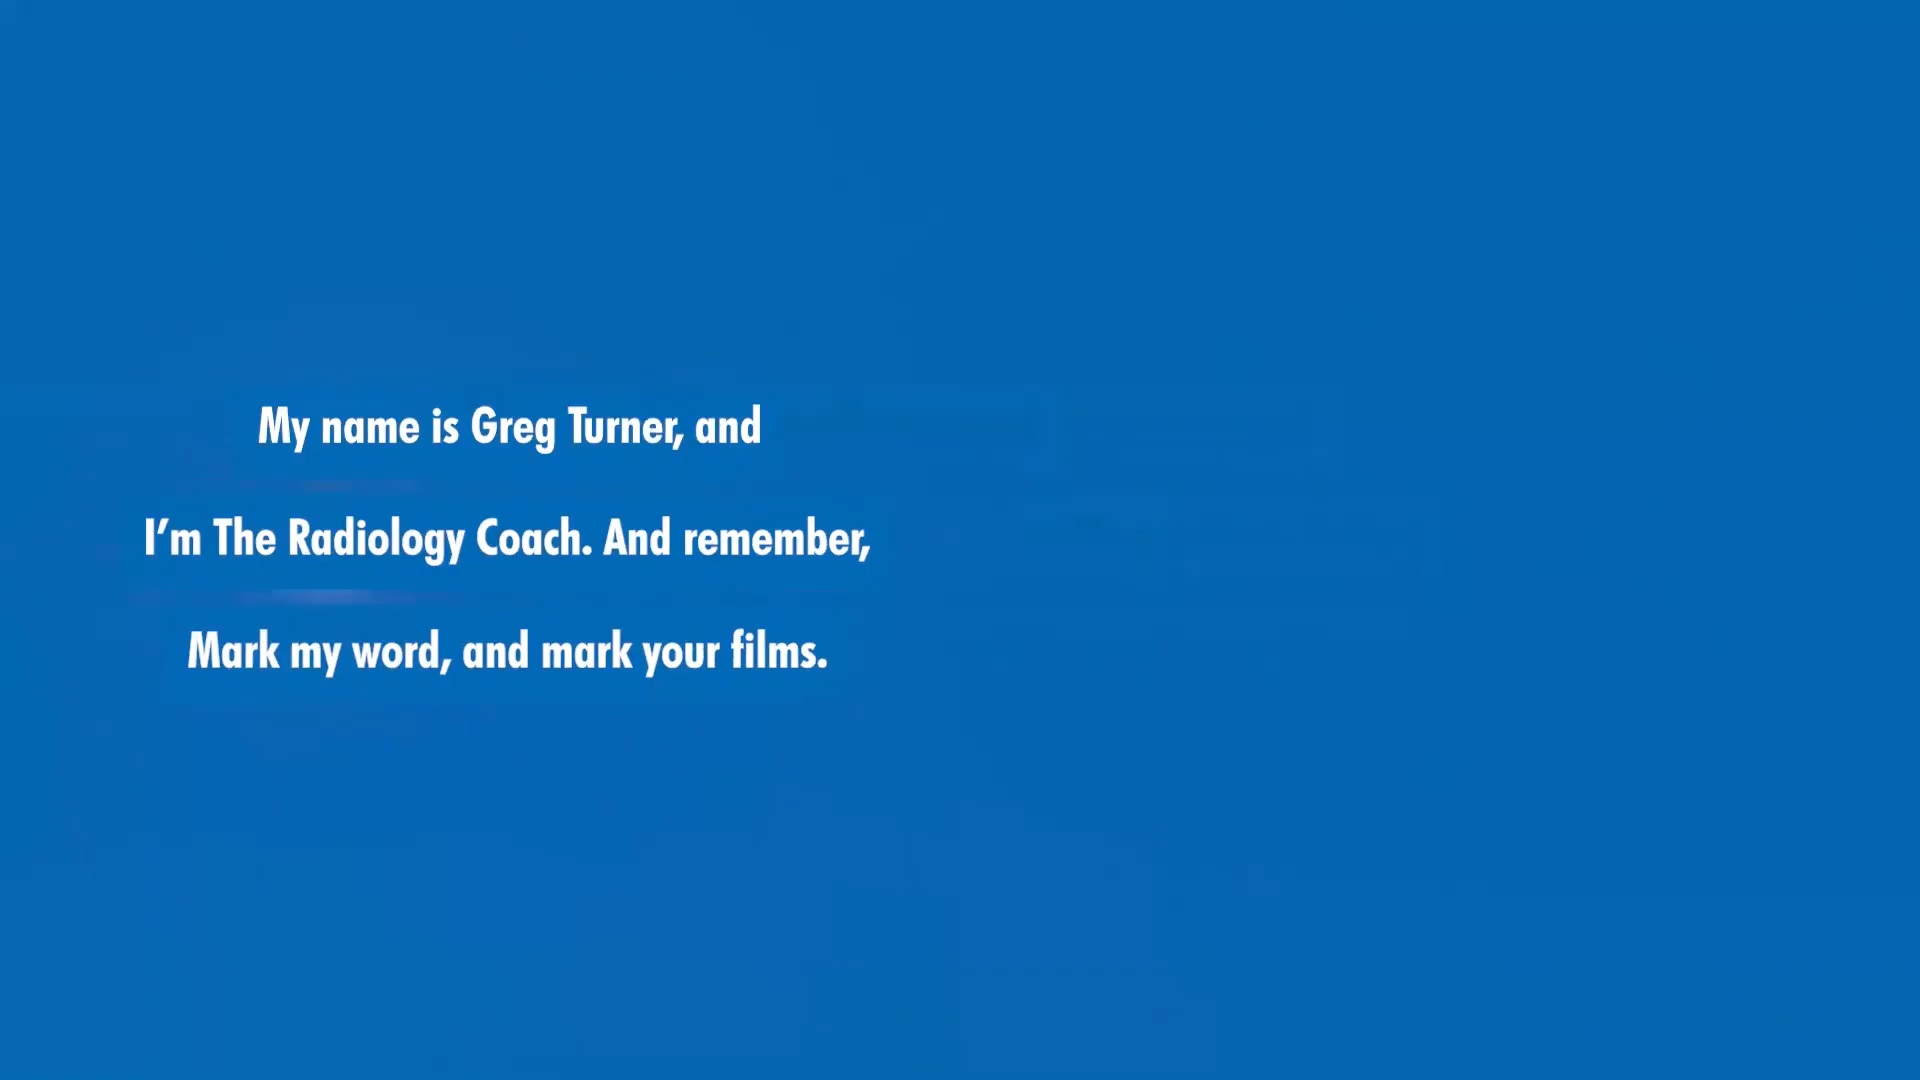 My name is Greg Turner, and
I’m The Radiology Coach. And remember,
Mark my word, and mark your films.